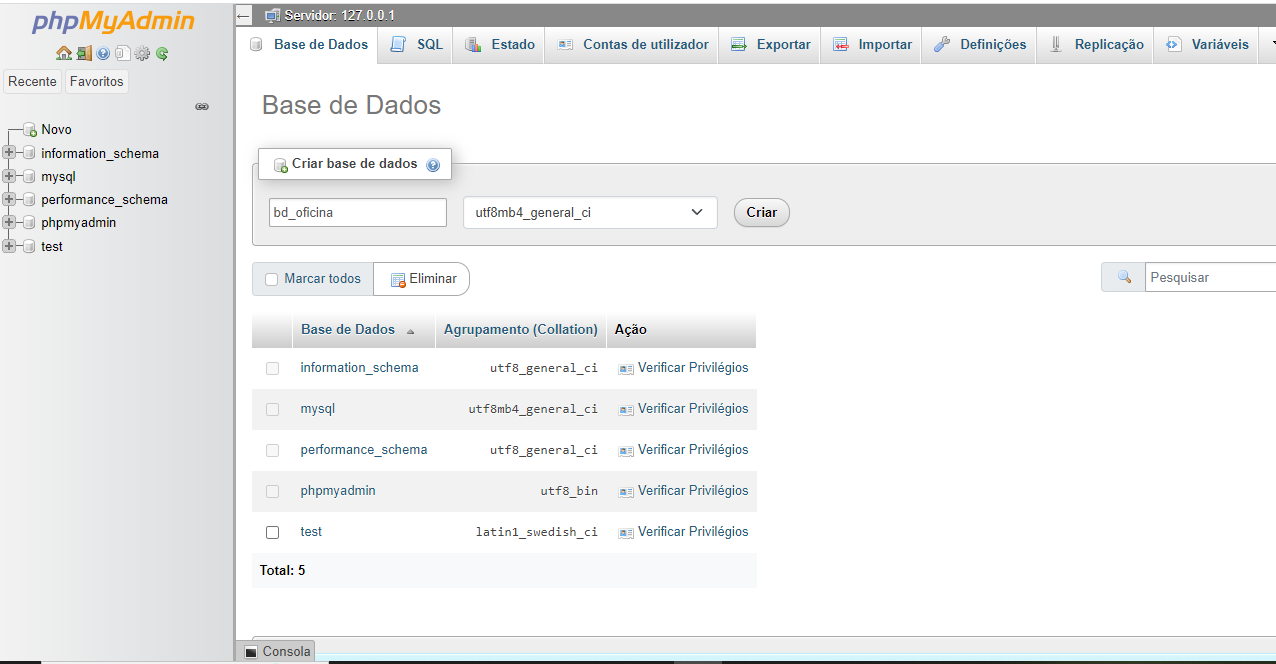 phpMyAdmin
Recente Favoritos
Novo
information_schema
mysql
performance_schema
phpmyadmin
test
Servidor: 127.0.0.1
Base de Dados SQL Estado Contas de utilizador Exportar Importar Definições Replicação Variáveis
Base de Dados
Criar base de dados
bd_oficina utf8mb4_general_ci Criar
Marcar todos Eliminar Pesquisar
Base de Dados Agrupamento (Collation) Ação
information_schema utf8_general_ci Verificar Privilégios
mysql utf8mb4_general_ci Verificar Privilégios
performance_schema utf8_general_ci Verificar Privilégios
phpmyadmin utf8_bin Verificar Privilégios
test latin1_swedish_ci Verificar Privilégios
Total: 5
Consola